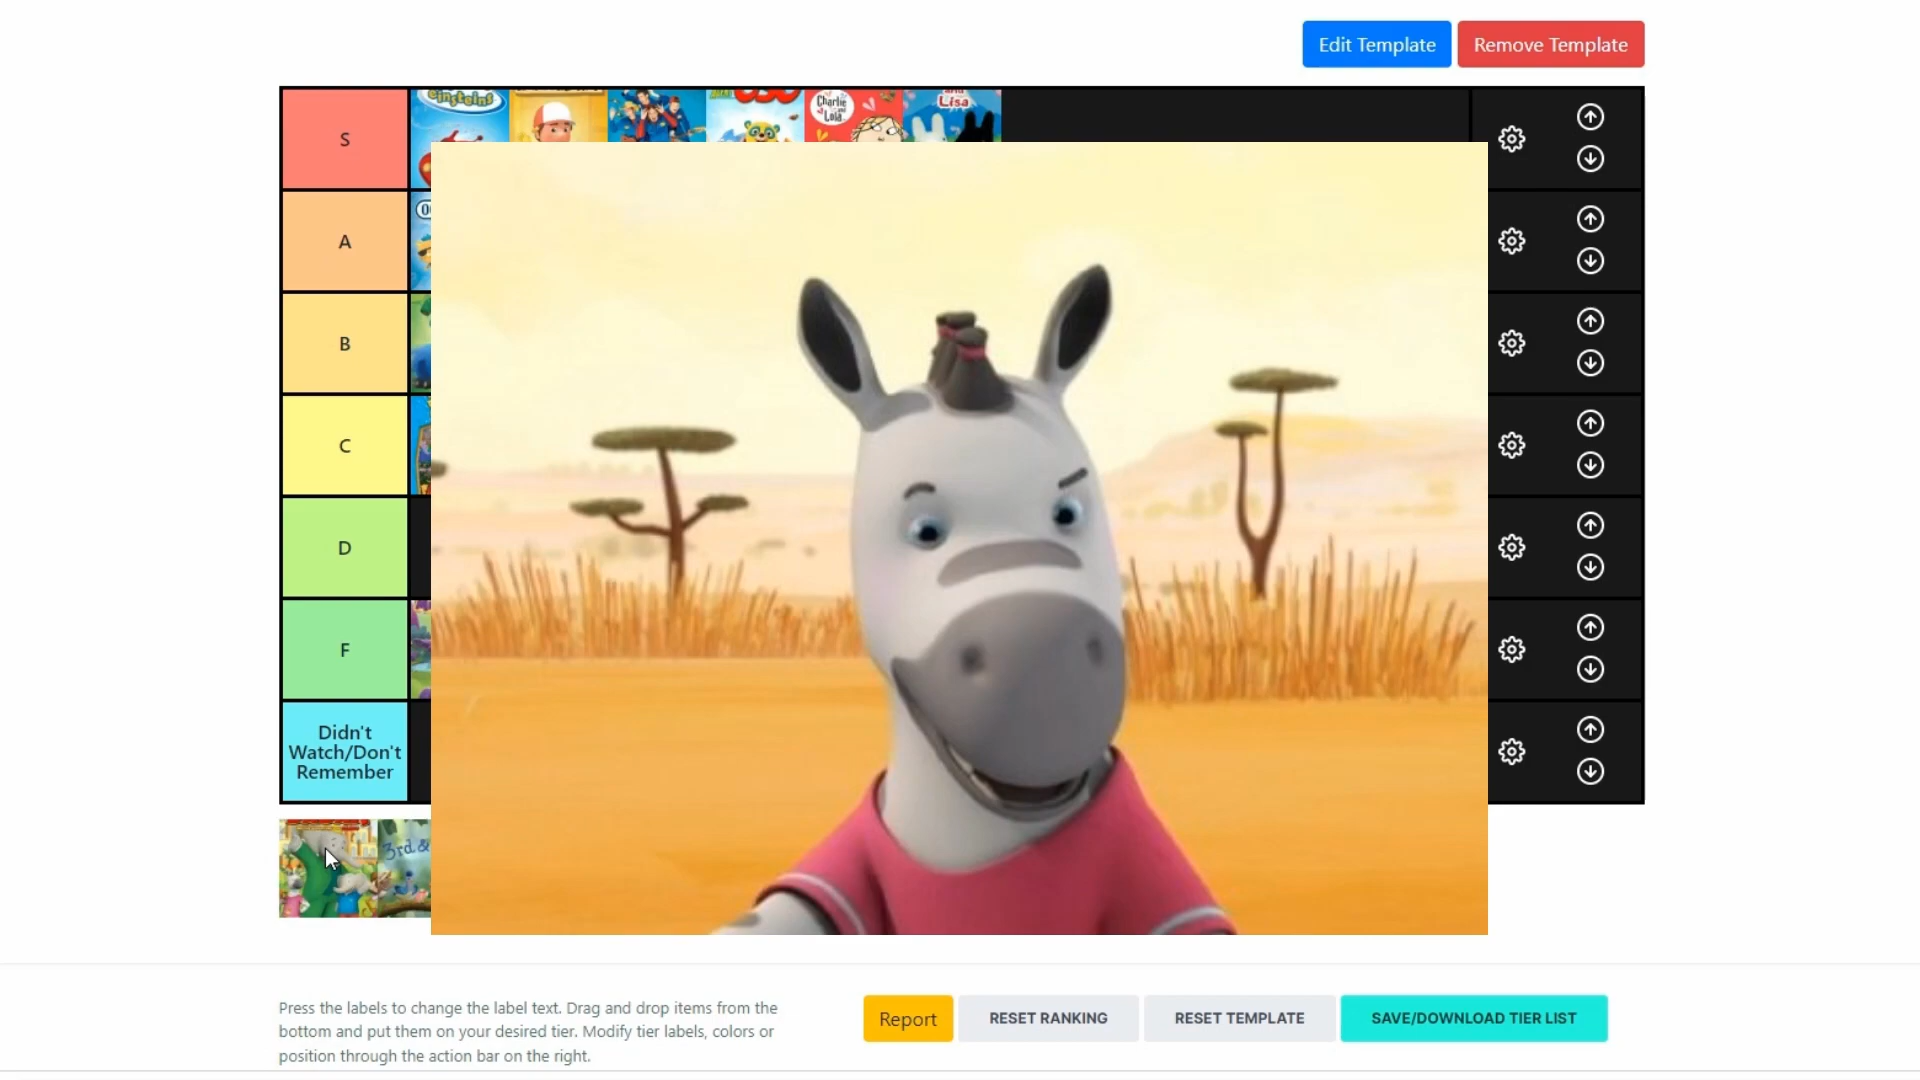 Edit Template
Remove Template
S
einsteins
Charlie
and
Lola
Lisa
A
B
C
D
F
Didn't
Watch/Don't
Remember
3rd &
Press the labels to change the label text. Drag and drop items from the
bottom and put them on your desired tier. Modify tier labels, colors or
position through the action bar on the right.
Report
RESET RANKING
RESET TEMPLATE
SAVE/DOWNLOAD TIER LIST